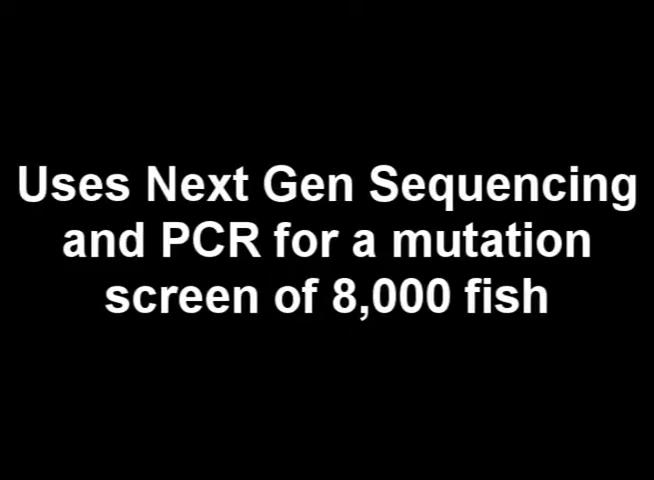 Uses Next Gen Sequencing
and PCR for a mutation
screen of 8,000 fish